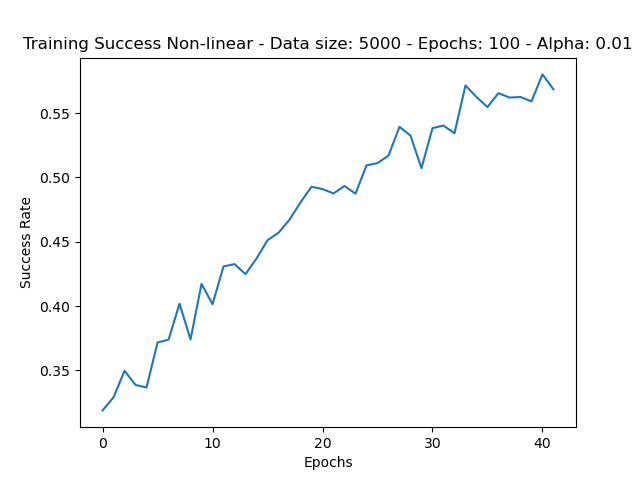 Training Success Non-linear - Data size: 5000 - Epochs: 100 - Alpha: 0.01
0.55
0.50
0.45
0.40
0.35
Success Rate
0 10 20 30 40
Epochs